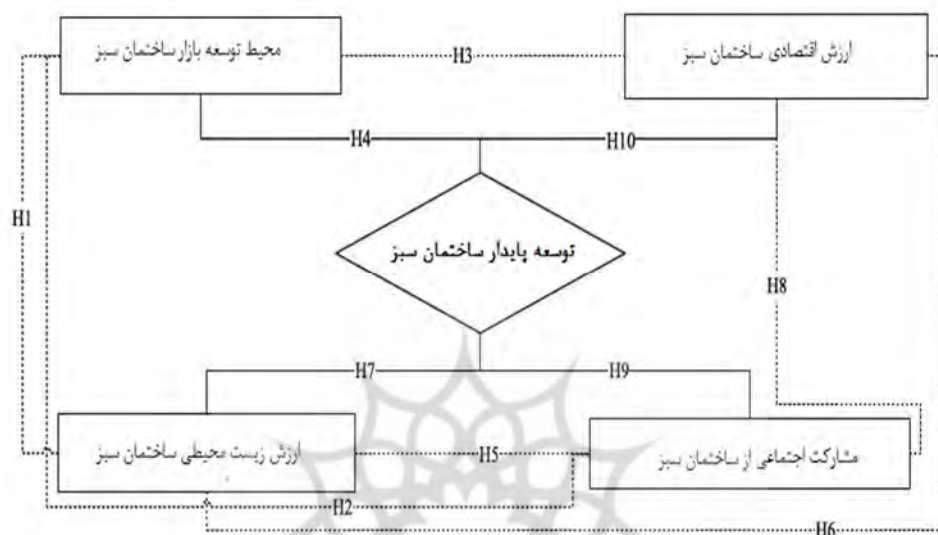 محیط توسعه بازار ساختمان سبز
H3
ارزش اقتصادی ساختمان سبز
H4
H10
H1
توسعه پایدار ساختمان سبز
H8
H7
H9
ارزش زیست محیطی ساختمان سبز
H5
مشارکت اجتماعی از ساختمان سبز
H2
H6